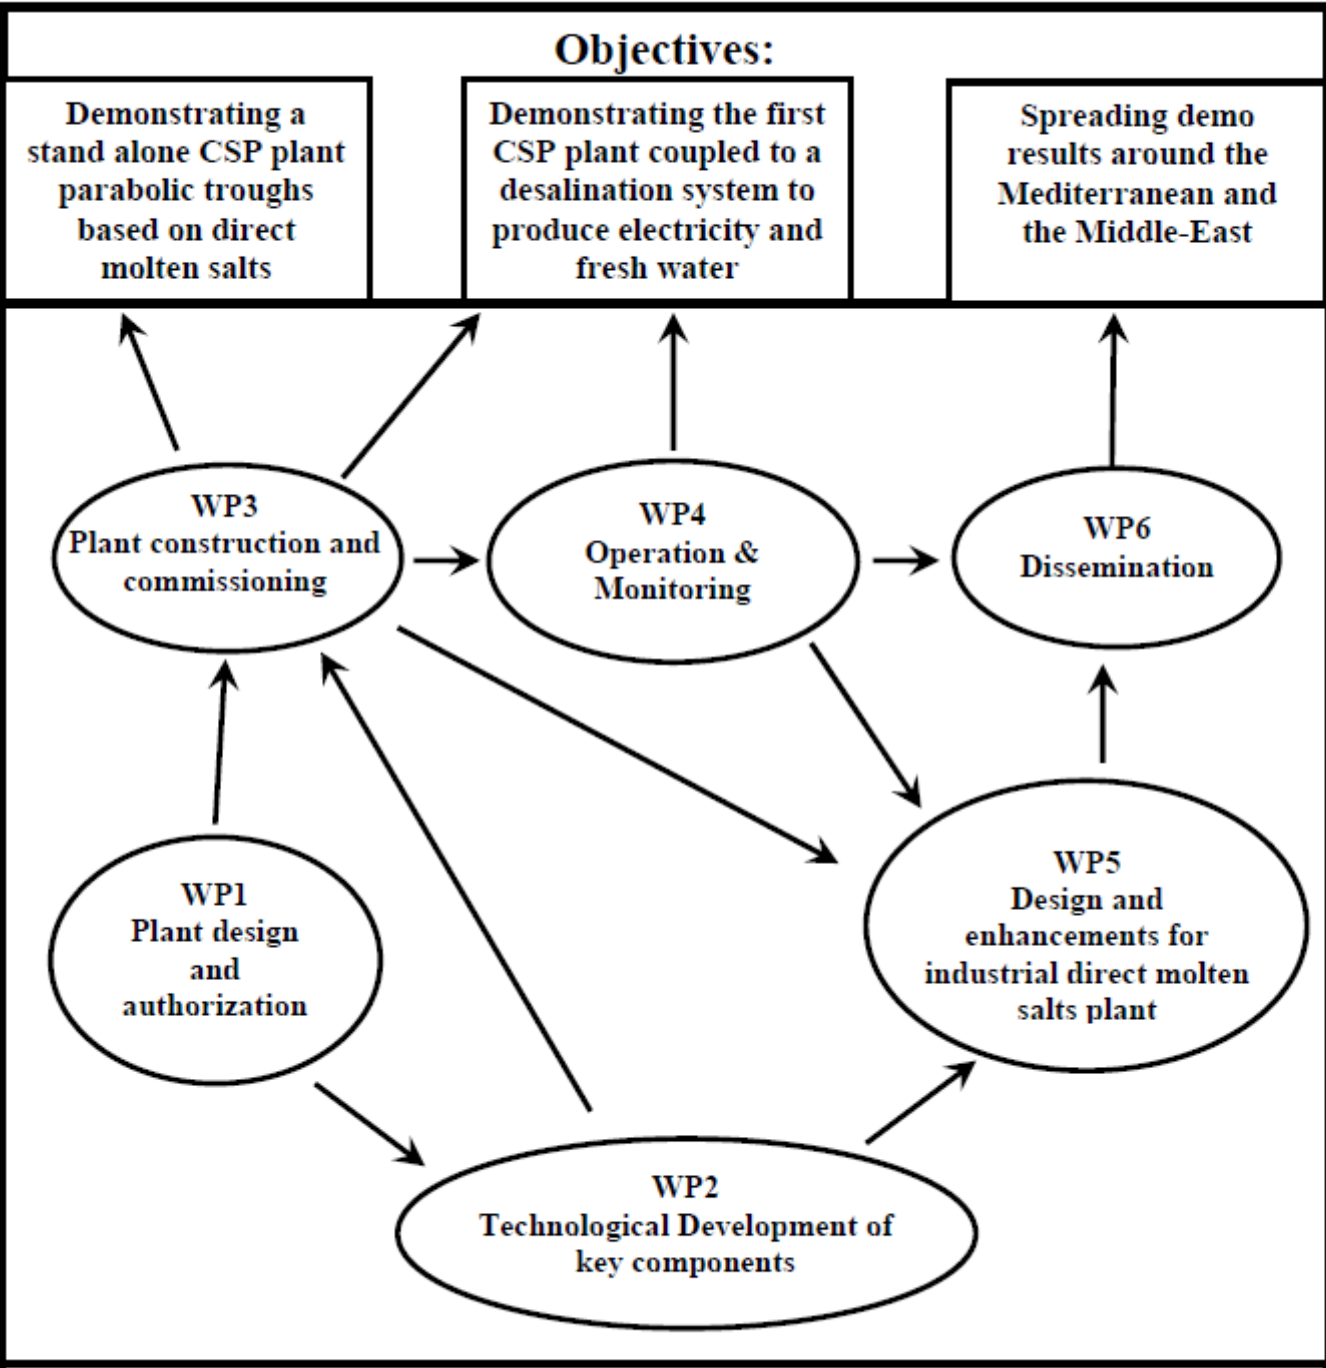 Objectives:
Demonstrating a
stand alone CSP plant
parabolic troughs
based on direct
molten salts
Demonstrating the first
CSP plant coupled to a
desalination system to
produce electricity and
fresh water
Spreading demo
results around the
Mediterranean and
the Middle-East
WP3
Plant construction and
commissioning
WP4
Operation &
Monitoring
WP6
Dissemination
WP1
Plant design
and
authorization
WP5
Design and
enhancements for
industrial direct molten
salts plant
WP2
Technological Development of
key components